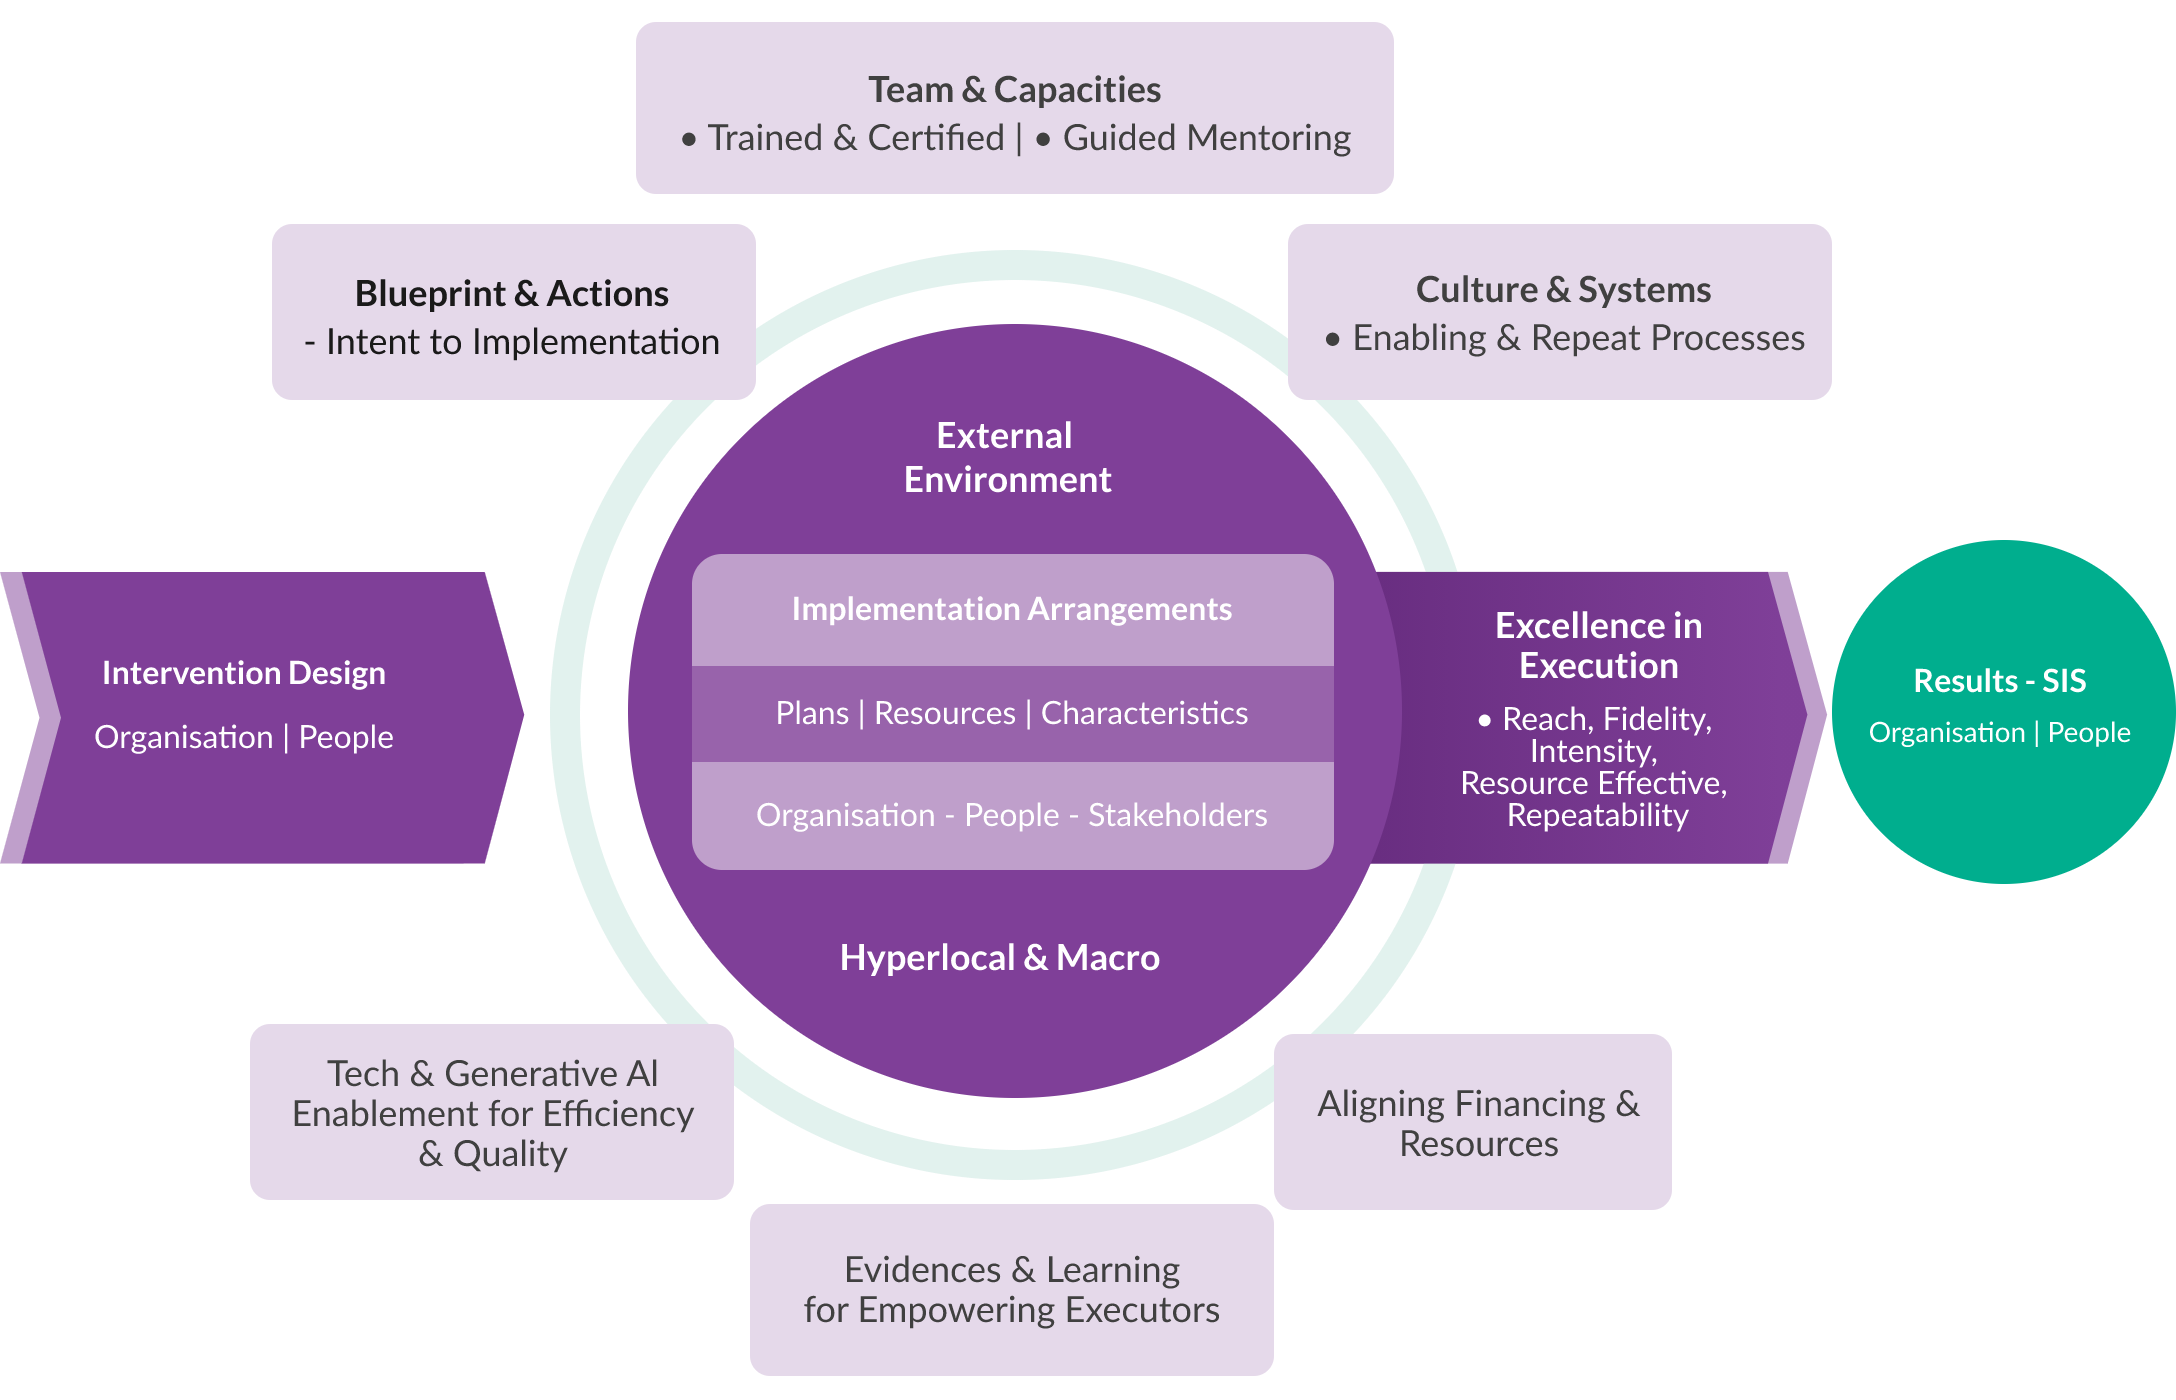 Team & Capacities
• Trained & Certified | • Guided Mentoring
Blueprint & Actions
- Intent to Implementation
Culture & Systems
• Enabling & Repeat Processes
External
Environment
Implementation Arrangements
Plans | Resources | Characteristics
Organisation - People - Stakeholders
Hyperlocal & Macro
Intervention Design
Organisation | People
Excellence in
Execution
• Reach, Fidelity,
Intensity,
Resource Effective,
Repeatability
Results - SIS
Organisation | People
Tech & Generative AI
Enablement for Efficiency
& Quality
Evidences & Learning
for Empowering Executors
Aligning Financing &
Resources